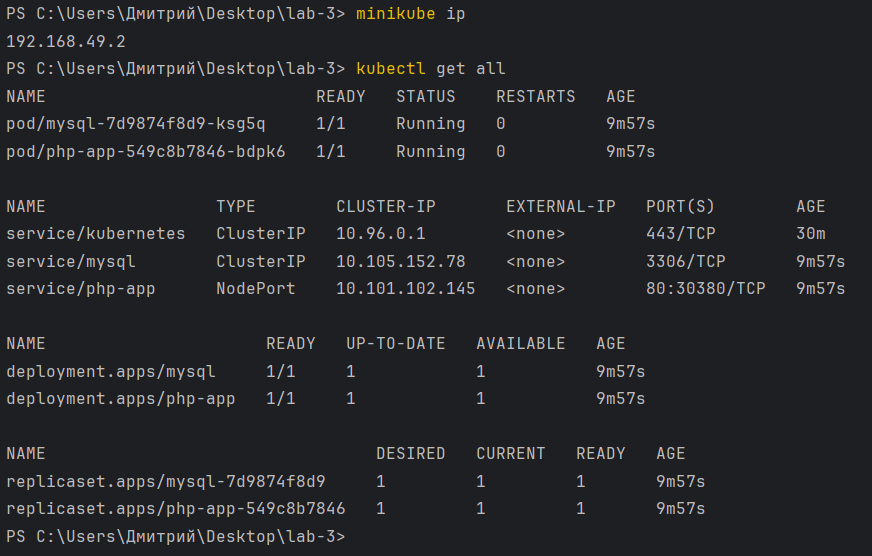 PS C:\Users\Дмитрий\Desktop\lab-3> minikube ip
192.168.49.2
PS C:\Users\Дмитрий\Desktop\lab-3> kubectl get all
NAME                           READY   STATUS    RESTARTS   AGE
pod/mysql-7d9874f8d9-ksg5q     1/1     Running   0          9m57s
pod/php-app-549c8b7846-bdpk6   1/1     Running   0          9m57s

NAME                 TYPE        CLUSTER-IP       EXTERNAL-IP   PORT(S)        AGE
service/kubernetes   ClusterIP   10.96.0.1        <none>        443/TCP        30m
service/mysql        ClusterIP   10.105.152.78    <none>        3306/TCP       9m57s
service/php-app      NodePort    10.101.102.145   <none>        80:30380/TCP   9m57s

NAME                      READY   UP-TO-DATE   AVAILABLE   AGE
deployment.apps/mysql     1/1     1            1           9m57s
deployment.apps/php-app   1/1     1            1           9m57s

NAME                                 DESIRED   CURRENT   READY   AGE
replicaset.apps/mysql-7d9874f8d9     1         1         1       9m57s
replicaset.apps/php-app-549c8b7846   1         1         1       9m57s
PS C:\Users\Дмитрий\Desktop\lab-3>